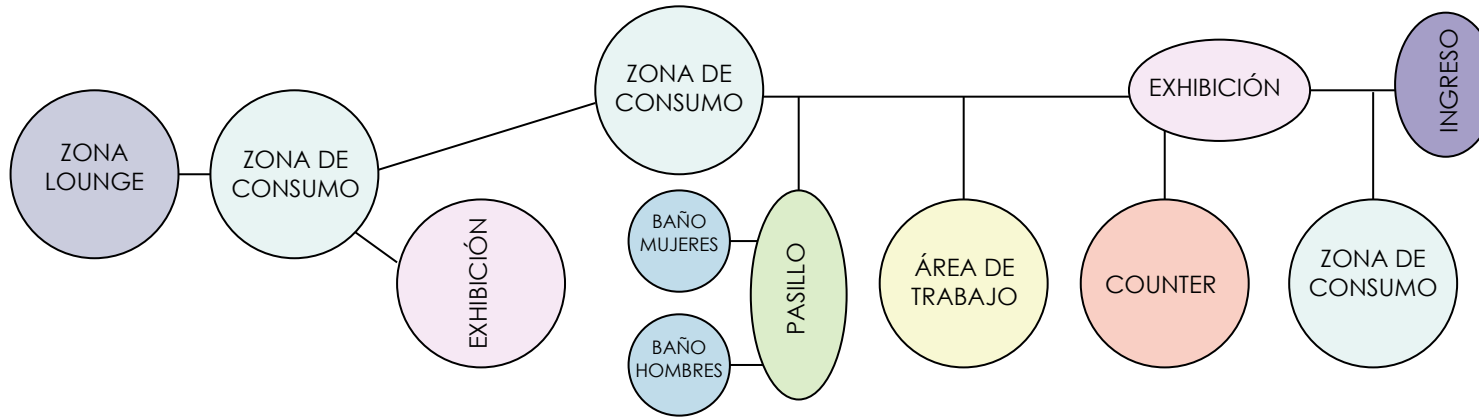 ZONA
LOUNGE
ZONA DE
CONSUMO
EXHIBICIÓN
ZONA DE
CONSUMO
BAÑO
MUJERES
BAÑO
HOMBRES
PASILLO
ÁREA DE
TRABAJO
EXHIBICIÓN
COUNTER
INGRESO
ZONA DE
CONSUMO